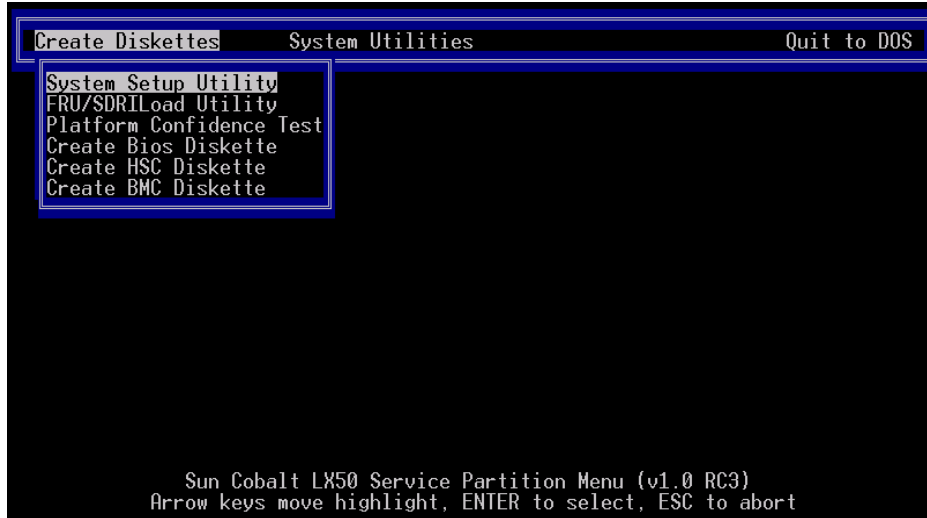 Create Diskettes System Utilities Quit to DOS
System Setup Utility
FRU/SDRILoad Utility
Platform Confidence Test
Create Bios Diskette
Create HSC Diskette
Create BMC Diskette
Sun Cobalt LX50 Service Partition Menu (v1.0 RC3)
Arrow keys move highlight, ENTER to select, ESC to abort